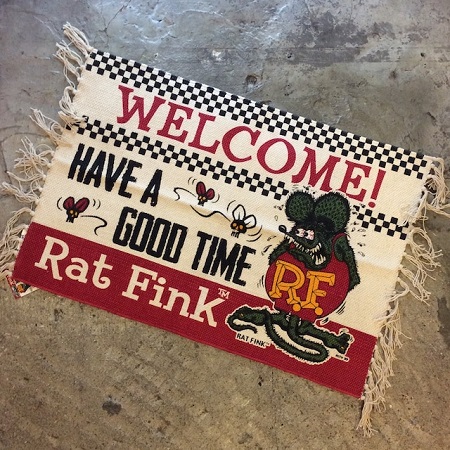 WELCOME!
HAVE A
GOOD TIME
Rat Fink™
R.F.
RAT FINK